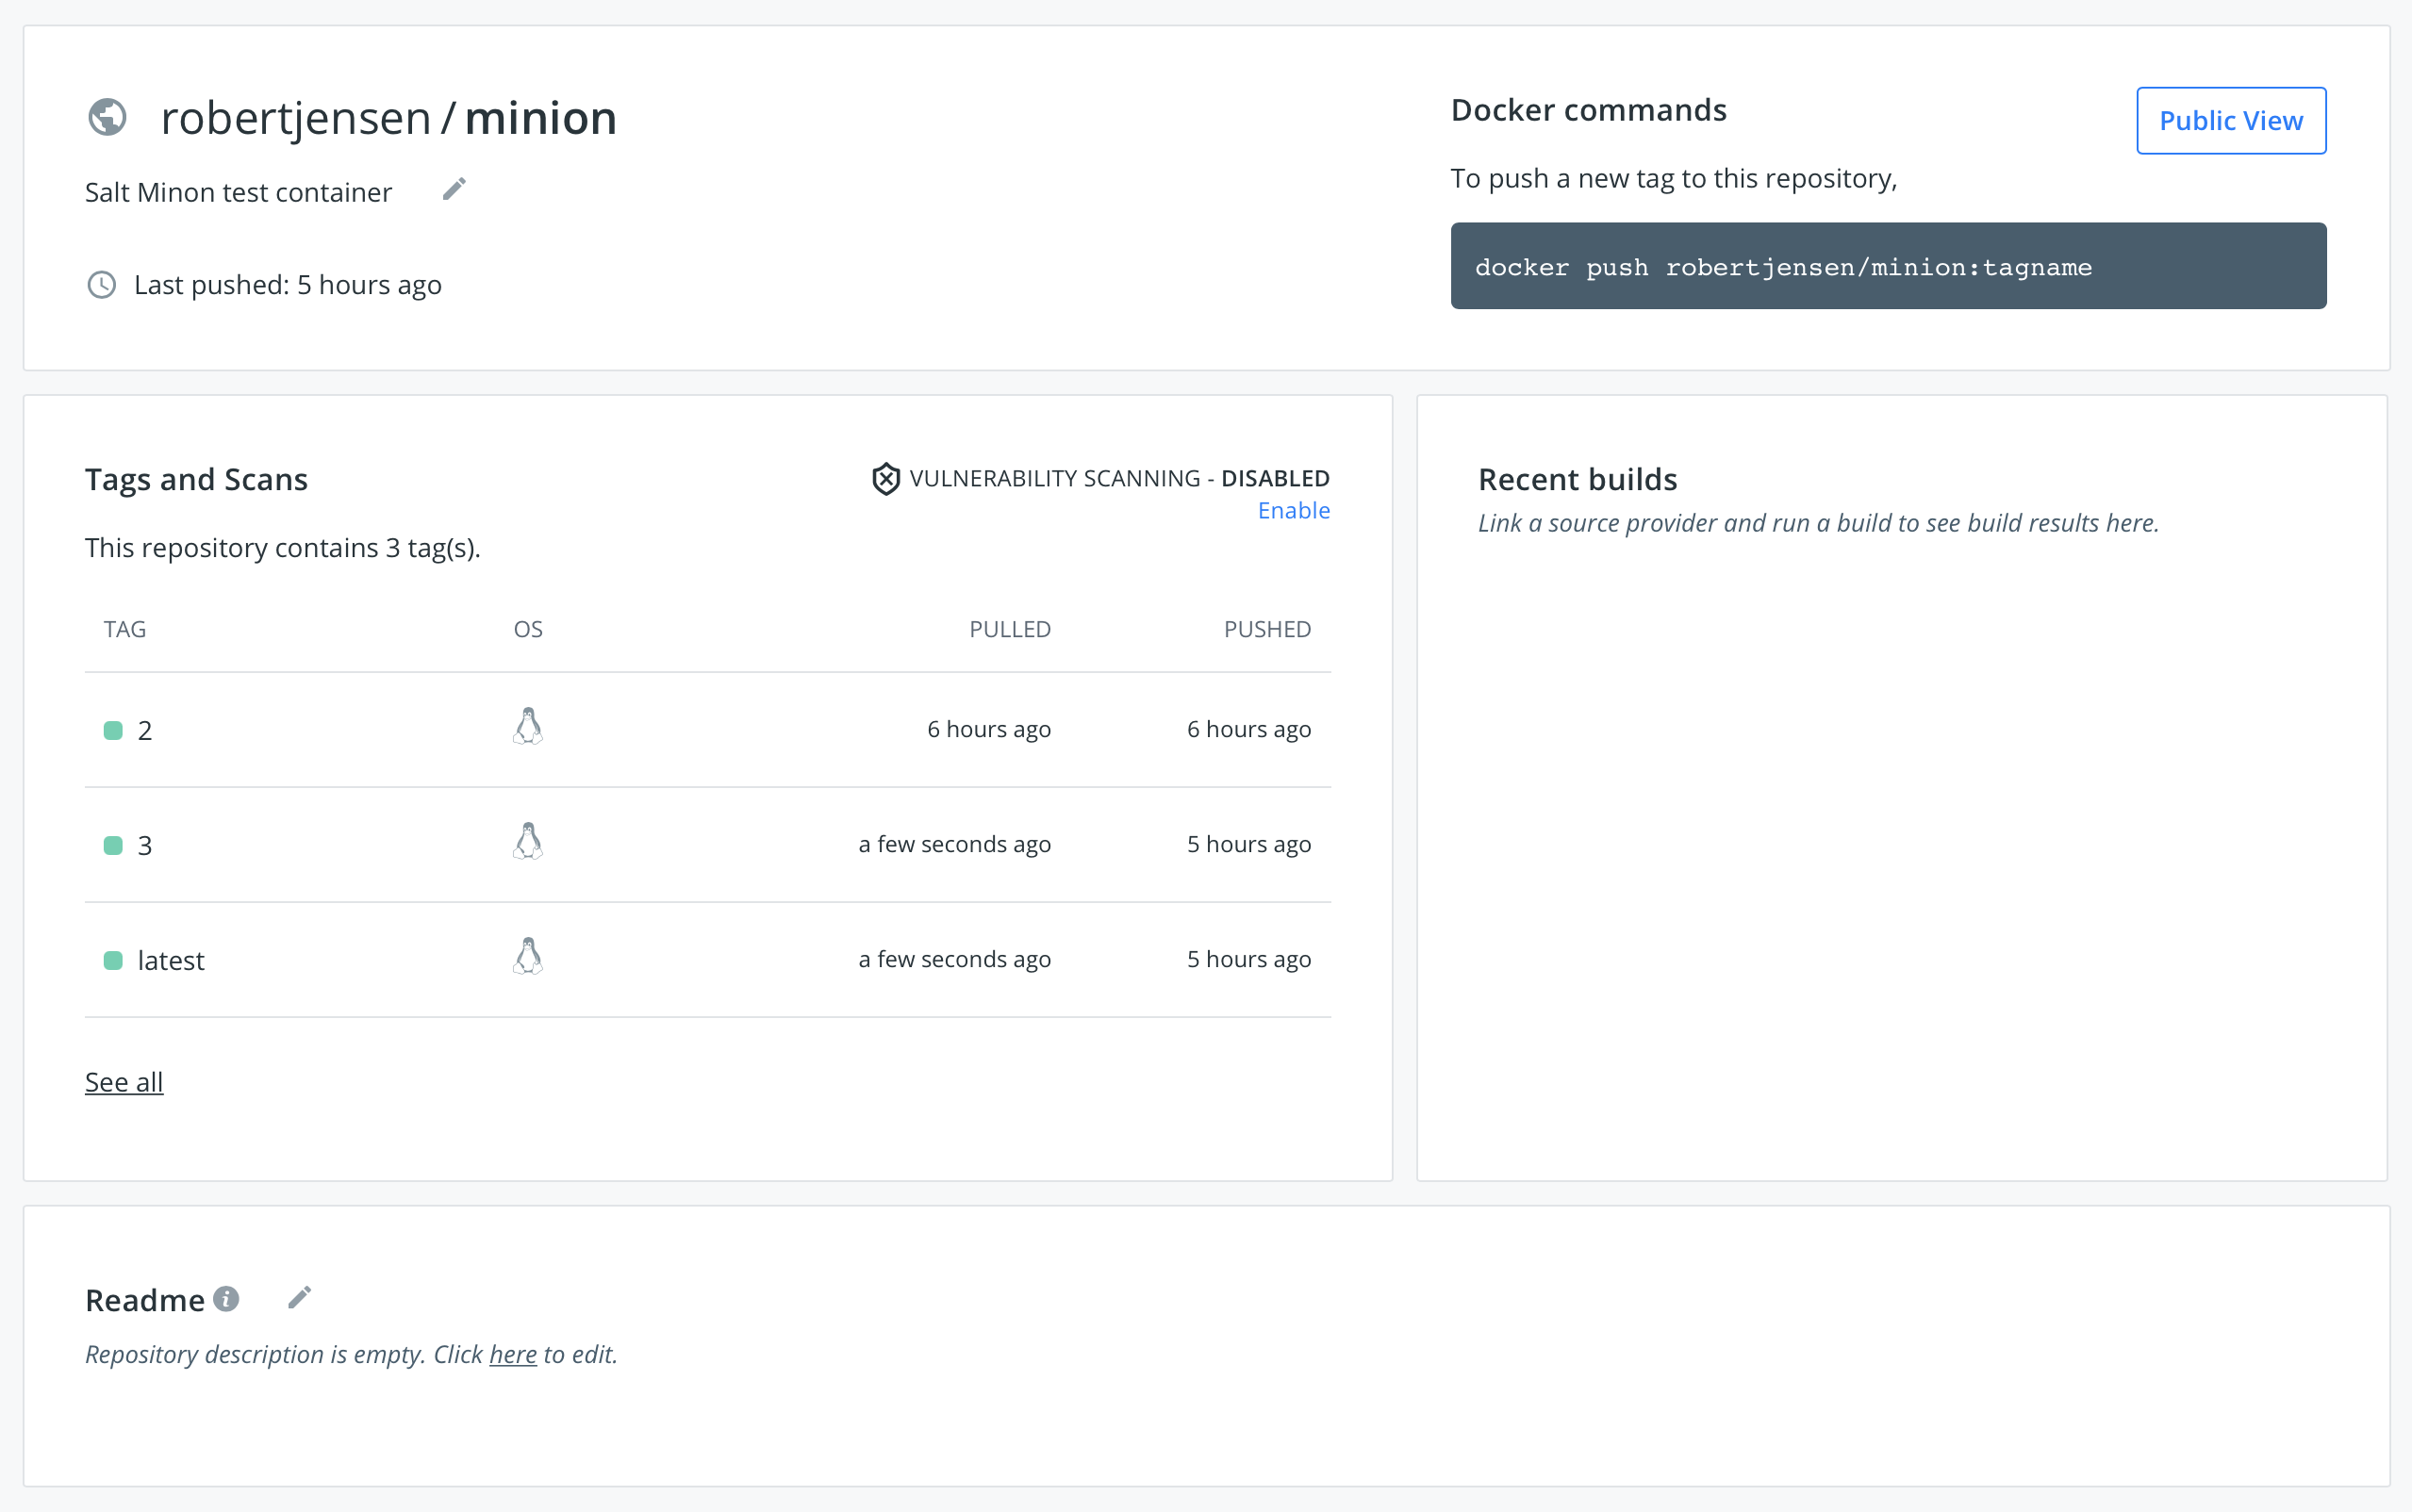 robertjensen / minion
Salt Minon test container
Last pushed: 5 hours ago
Docker commands
Public View
To push a new tag to this repository,
docker push robertjensen/minion:tagname
Tags and Scans
VULNERABILITY SCANNING - DISABLED
Enable
This repository contains 3 tag(s).
TAG OS PULLED PUSHED
2 6 hours ago 6 hours ago
3 a few seconds ago 5 hours ago
latest a few seconds ago 5 hours ago
See all
Recent builds
Link a source provider and run a build to see build results here.
Readme
Repository description is empty. Click here to edit.